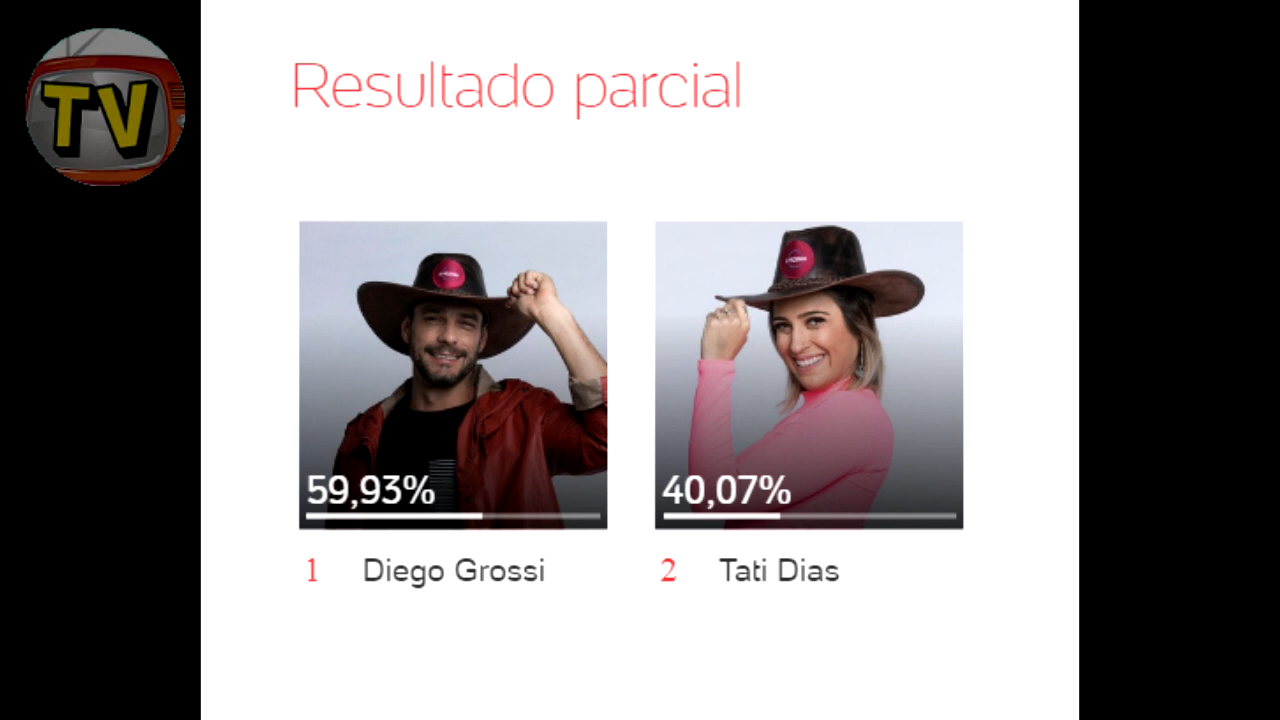 TV
Resultado parcial
59,93% 40,07%
1 Diego Grossi 2 Tati Dias